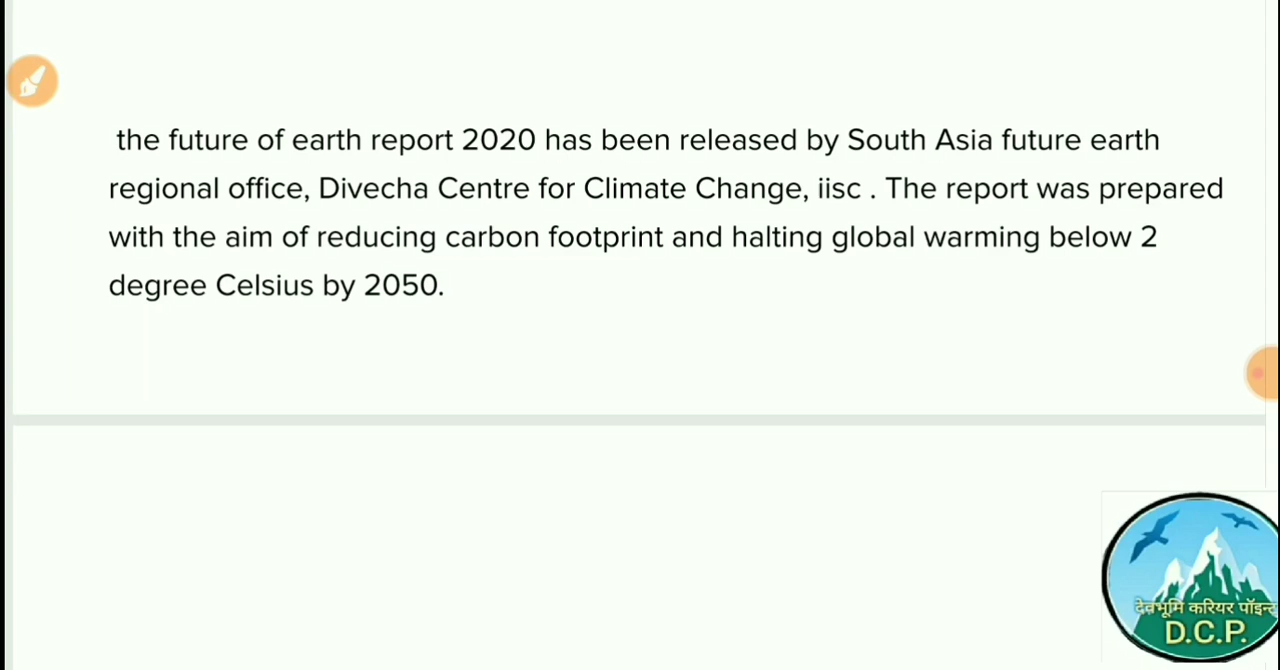 the future of earth report 2020 has been released by South Asia future earth
regional office, Divecha Centre for Climate Change, iisc . The report was prepared
with the aim of reducing carbon footprint and halting global warming below 2
degree Celsius by 2050.
देवभूमि करियर पॉइन्ट
D.C.P.